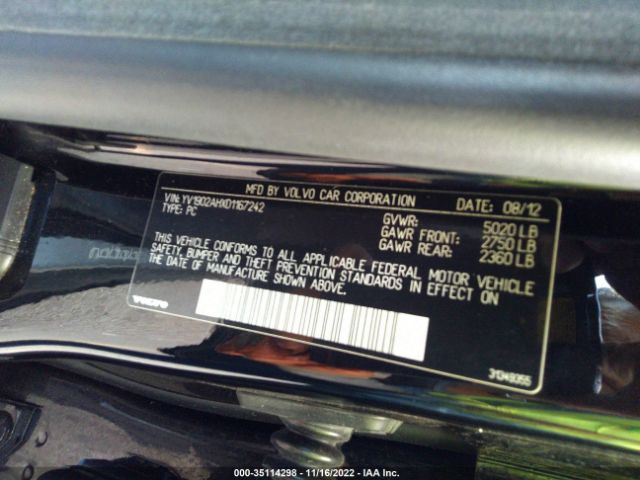 MFD BY VOLVO CAR CORPORATION DATE: 08/12
VIN: YV1902AHXD1167242
TYPE: PC
GVWR: 5020 LB
GAWR FRONT: 2750 LB
GAWR REAR: 2360 LB
THIS VEHICLE CONFORMS TO ALL APPLICABLE FEDERAL MOTOR VEHICLE
SAFETY, BUMPER AND THEFT PREVENTION STANDARDS IN EFFECT ON
THE DATE OF MANUFACTURE SHOWN ABOVE.
VOLVO
31349355
000-35114298 - 11/16/2022 - IAA Inc.